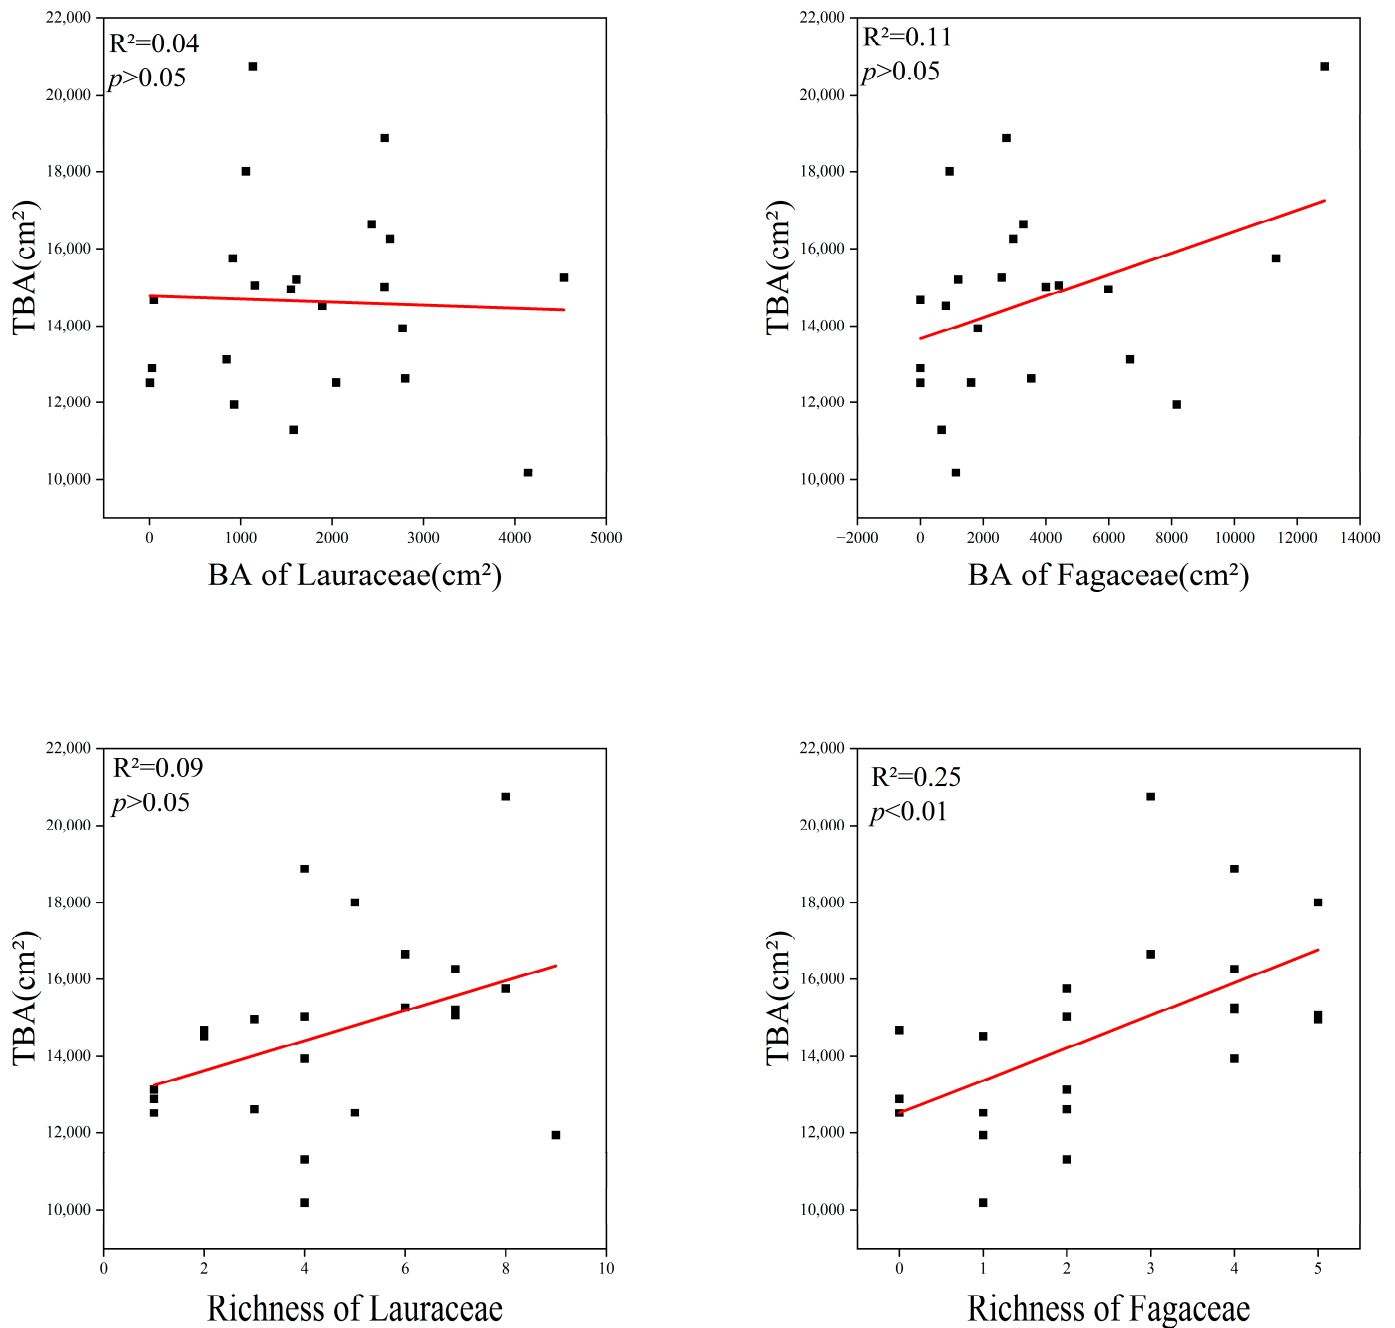 R²=0.04
p>0.05
22,000
20,000
18,000
16,000
14,000
12,000
10,000
TBA(cm²)
0 1000 2000 3000 4000 5000
BA of Lauraceae(cm²)
R²=0.11
p>0.05
22,000
20,000
18,000
16,000
14,000
12,000
10,000
TBA(cm²)
−2000 0 2000 4000 6000 8000 10000 12000 14000
BA of Fagaceae(cm²)
R²=0.09
p>0.05
22,000
20,000
18,000
16,000
14,000
12,000
10,000
TBA(cm²)
0 2 4 6 8 10
Richness of Lauraceae
R²=0.25
p<0.01
22,000
20,000
18,000
16,000
14,000
12,000
10,000
TBA(cm²)
0 1 2 3 4 5
Richness of Fagaceae